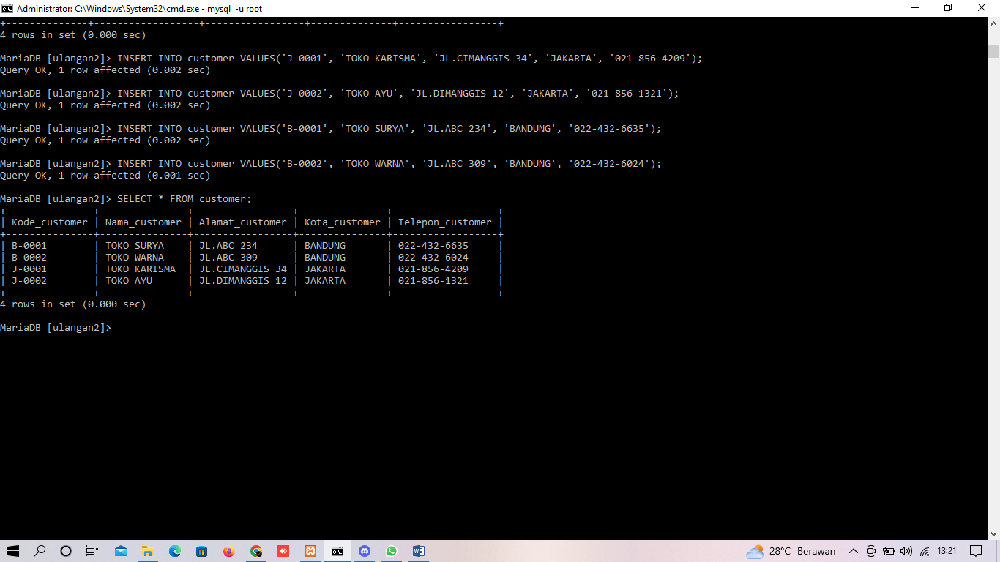 Administrator: C:\Windows\System32\cmd.exe - mysql -u root
+--------------+------------------+-----------------+--------------+-----------------+
4 rows in set (0.000 sec)
MariaDB [ulangan2]> INSERT INTO customer VALUES('J-0001', 'TOKO KARISMA', 'JL.CIMANGGIS 34', 'JAKARTA', '021-856-4209');
Query OK, 1 row affected (0.002 sec)
MariaDB [ulangan2]> INSERT INTO customer VALUES('J-0002', 'TOKO AYU', 'JL.DIMANGGIS 12', 'JAKARTA', '021-856-1321');
Query OK, 1 row affected (0.002 sec)
MariaDB [ulangan2]> INSERT INTO customer VALUES('B-0001', 'TOKO SURYA', 'JL.ABC 234', 'BANDUNG', '022-432-6635');
Query OK, 1 row affected (0.002 sec)
MariaDB [ulangan2]> INSERT INTO customer VALUES('B-0002', 'TOKO WARNA', 'JL.ABC 309', 'BANDUNG', '022-432-6024');
Query OK, 1 row affected (0.001 sec)
MariaDB [ulangan2]> SELECT * FROM customer;
+---------------+---------------+-----------------+---------------+------------------+
| Kode_customer | Nama_customer | Alamat_customer | Kota_customer | Telepon_customer |
+---------------+---------------+-----------------+---------------+------------------+
| B-0001        | TOKO SURYA    | JL.ABC 234      | BANDUNG       | 022-432-6635     |
| B-0002        | TOKO WARNA    | JL.ABC 309      | BANDUNG       | 022-432-6024     |
| J-0001        | TOKO KARISMA  | JL.CIMANGGIS 34 | JAKARTA       | 021-856-4209     |
| J-0002        | TOKO AYU      | JL.DIMANGGIS 12 | JAKARTA       | 021-856-1321     |
+---------------+---------------+-----------------+---------------+------------------+
4 rows in set (0.000 sec)
MariaDB [ulangan2]>
28°C Berawan 13:21